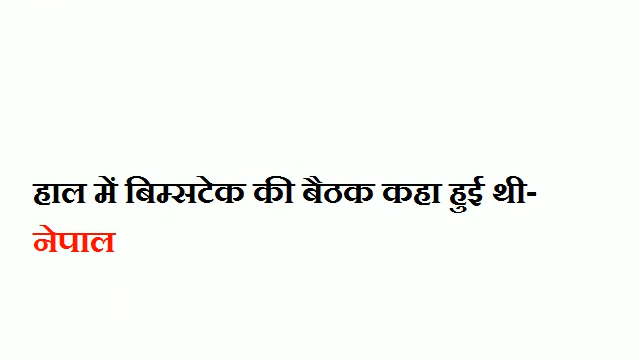 हाल में बिम्सटेक की बैठक कहा हुई थी-
नेपाल